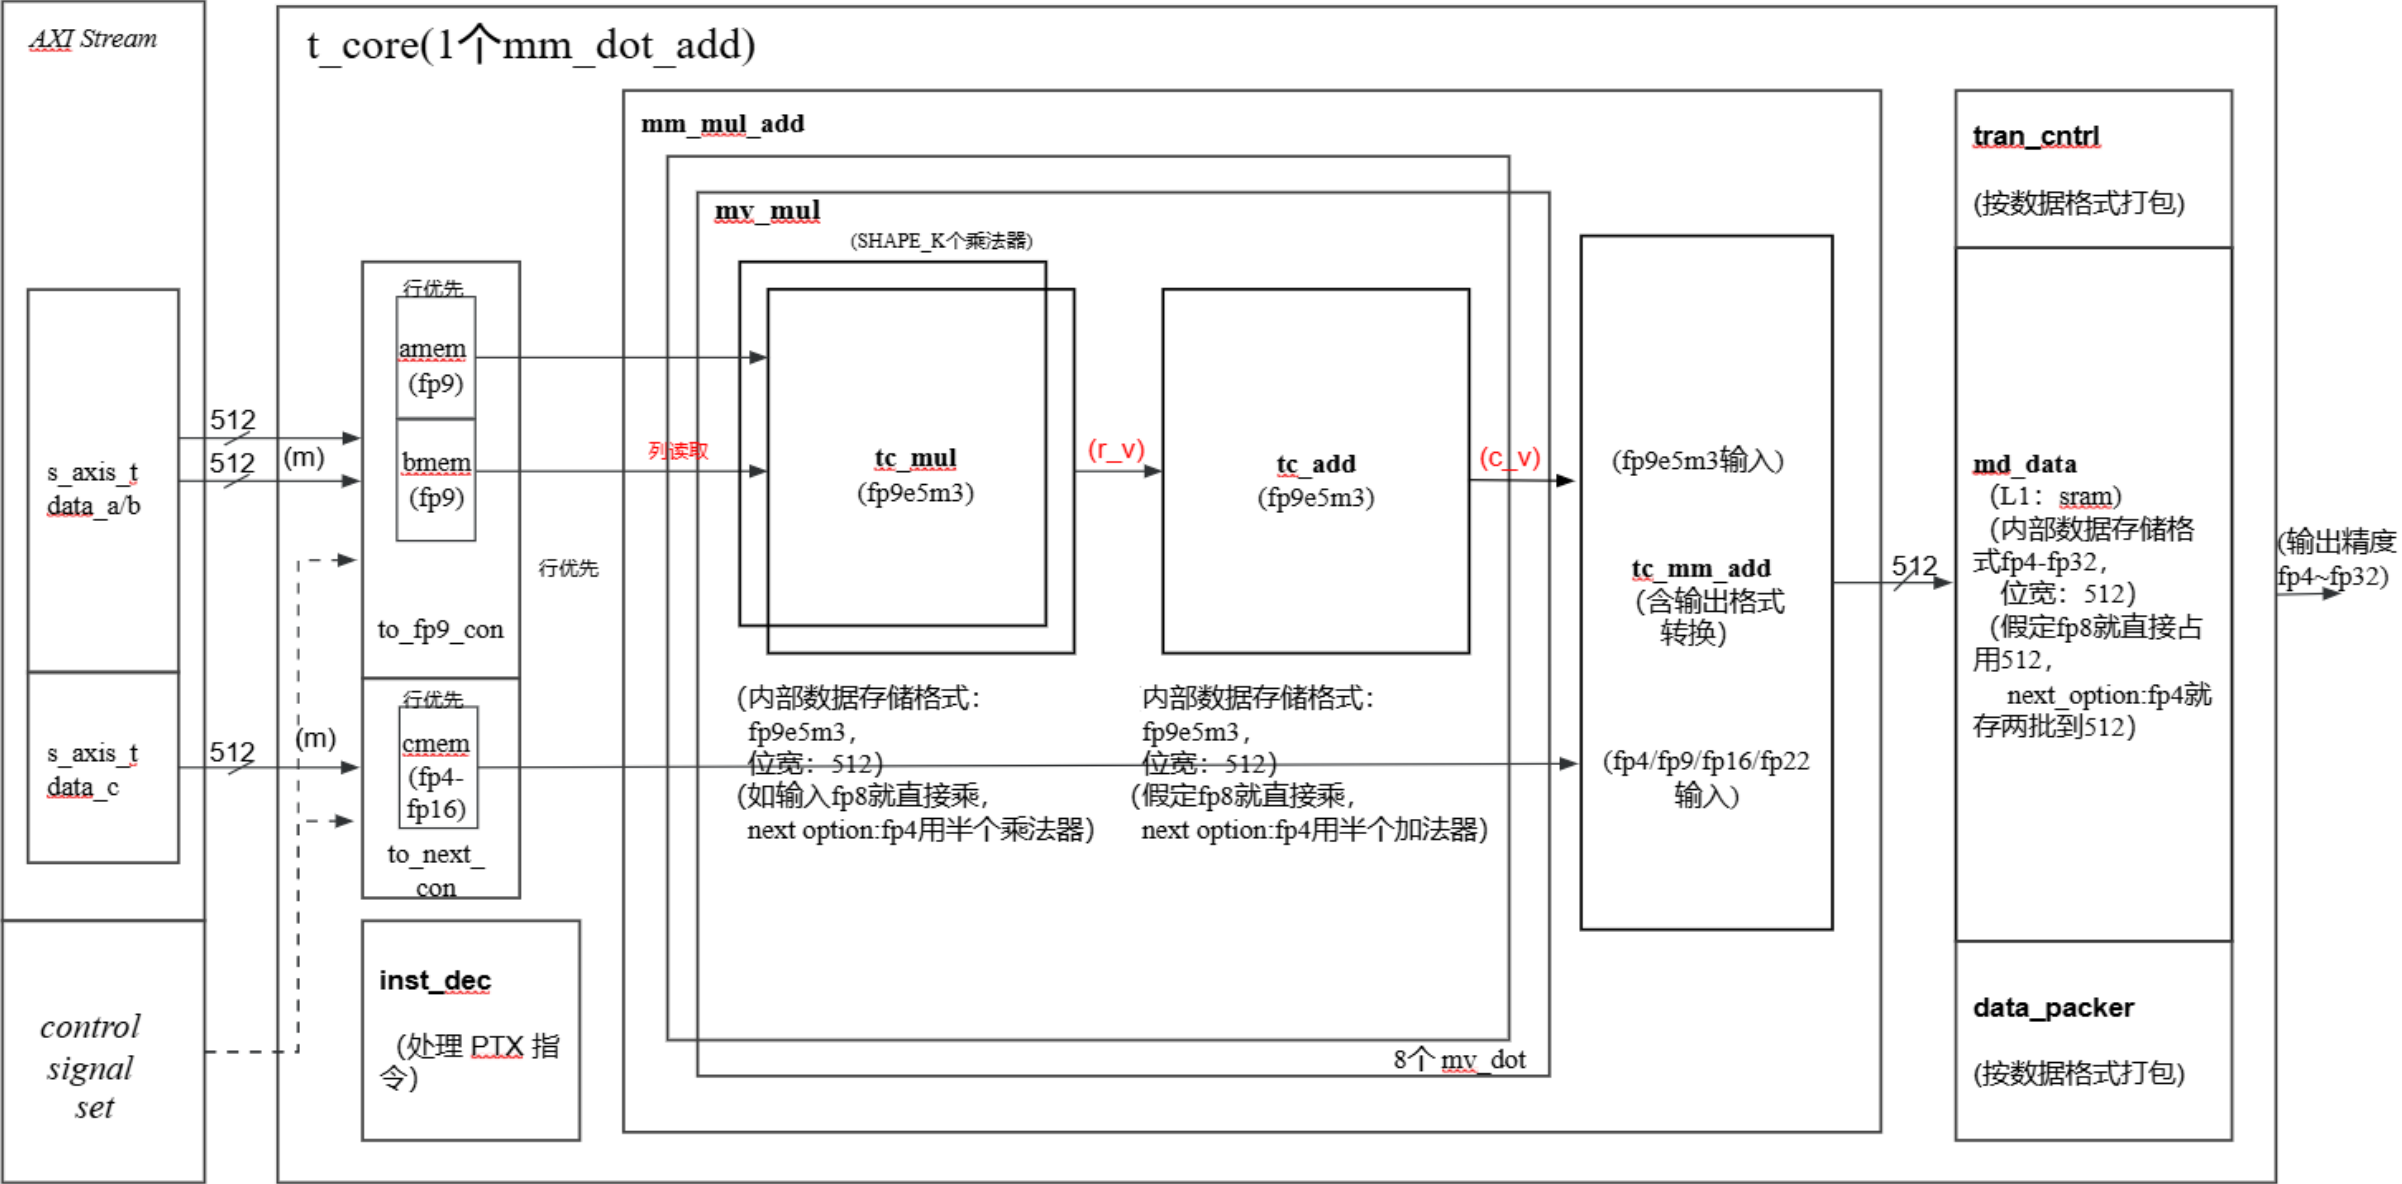 AXI Stream
s_axis_t
data_a/b
s_axis_t
data_c
control
signal
set
512
512
(m)
512
(m)
t_core(1个mm_dot_add)
行优先
amem
(fp9)
bmem
(fp9)
to_fp9_con
行优先
cmem
(fp4-
fp16)
to_next_
con
inst_dec
（处理 PTX 指
令）
行优先
mm_mul_add
mv_mul
(SHAPE_K个乘法器)
列读取
tc_mul
(fp9e5m3)
(r_v)
tc_add
(fp9e5m3)
(c_v)
（内部数据存储格式：
fp9e5m3，
位宽：512）
（如输入fp8就直接乘，
next option:fp4用半个乘法器）
内部数据存储格式：
fp9e5m3，
位宽：512）
（假定fp8就直接乘，
next option:fp4用半个加法器）
8个 mv_dot
(fp9e5m3输入)
tc_mm_add
（含输出格式
转换）
(fp4/fp9/fp16/fp22
输入)
512
tran_cntrl
(按数据格式打包)
md_data
（L1：sram）
（内部数据存储格
式fp4-fp32，
位宽：512）
（假定fp8就直接占
用512，
next_option:fp4就
存两批到512）
data_packer
(按数据格式打包)
(输出精度
fp4~fp32)